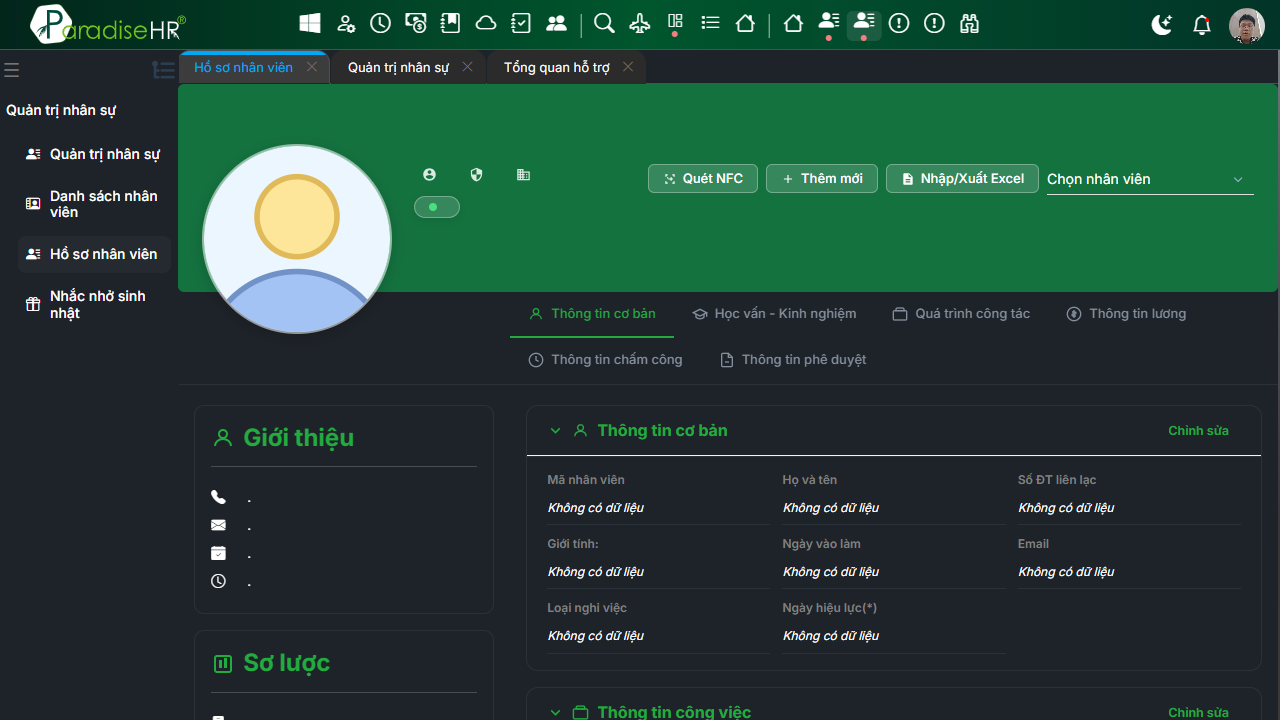 ParadiseHR®
Hồ sơ nhân viên
Quản trị nhân sự
Tổng quan hỗ trợ
Quản trị nhân sự
Quản trị nhân sự
Danh sách nhân
viên
Hồ sơ nhân viên
Nhắc nhở sinh
nhật
Quét NFC
Thêm mới
Nhập/Xuất Excel
Chọn nhân viên
Thông tin cơ bản
Học vấn - Kinh nghiệm
Quá trình công tác
Thông tin lương
Thông tin chấm công
Thông tin phê duyệt
Giới thiệu
.
.
.
.
Sơ lược
Thông tin cơ bản
Chỉnh sửa
Mã nhân viên
Họ và tên
Số ĐT liên lạc
Không có dữ liệu
Không có dữ liệu
Không có dữ liệu
Giới tính:
Ngày vào làm
Email
Không có dữ liệu
Không có dữ liệu
Không có dữ liệu
Loại nghỉ việc
Ngày hiệu lực(*)
Không có dữ liệu
Không có dữ liệu
Thông tin công việc
Chỉnh sửa